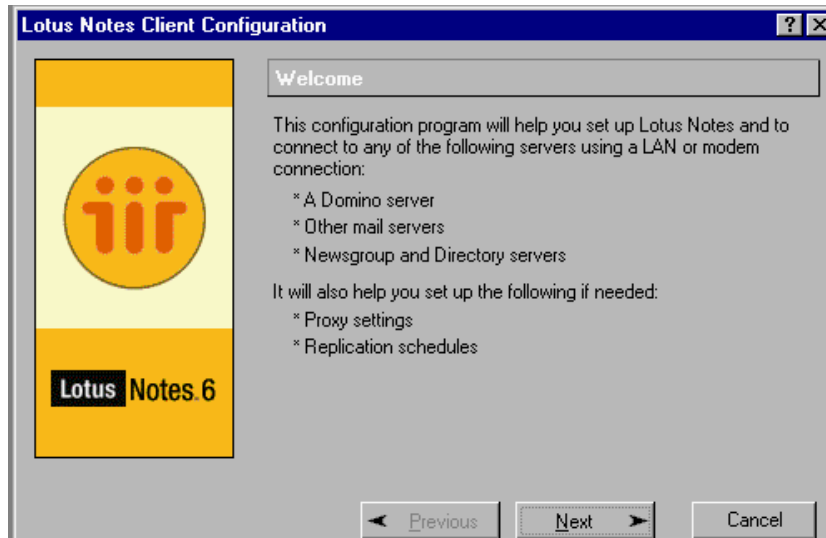 Lotus Notes Client Configuration
Welcome
This configuration program will help you set up Lotus Notes and to
connect to any of the following servers using a LAN or modem
connection:
* A Domino server
* Other mail servers
* Newsgroup and Directory servers
It will also help you set up the following if needed:
* Proxy settings
* Replication schedules
Lotus Notes.6
Previous
Next
Cancel